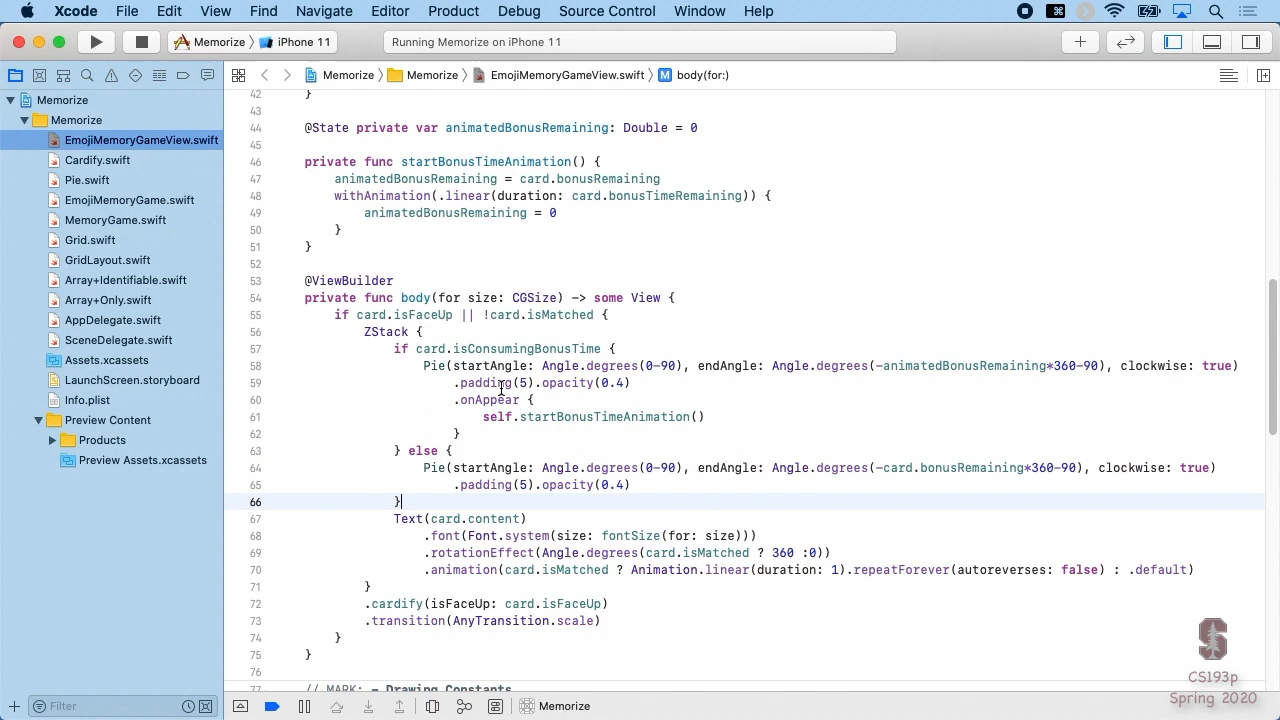 Xcode File Edit View Find Navigate Editor Product Debug Source Control Window Help
Memorize iPhone 11 Running Memorize on iPhone 11
Memorize Memorize EmojiMemoryGameView.swift M body(for:)
Memorize
Memorize
EmojiMemoryGameView.swift
Cardify.swift
Pie.swift
EmojiMemoryGame.swift
MemoryGame.swift
Grid.swift
GridLayout.swift
Array+Identifiable.swift
Array+Only.swift
AppDelegate.swift
SceneDelegate.swift
Assets.xcassets
LaunchScreen.storyboard
Info.plist
Preview Content
Products
Preview Assets.xcassets
Filter
42 }
43
44 @State private var animatedBonusRemaining: Double = 0
45
46 private func startBonusTimeAnimation() {
47 animatedBonusRemaining = card.bonusRemaining
48 withAnimation(.linear(duration: card.bonusTimeRemaining)) {
49 animatedBonusRemaining = 0
50 }
51 }
52
53 @ViewBuilder
54 private func body(for size: CGSize) -> some View {
55 if card.isFaceUp || !card.isMatched {
56 ZStack {
57 if card.isConsumingBonusTime {
58 Pie(startAngle: Angle.degrees(0-90), endAngle: Angle.degrees(-animatedBonusRemaining*360-90), clockwise: true)
59 .padding(5).opacity(0.4)
60 .onAppear {
61 self.startBonusTimeAnimation()
62 }
63 } else {
64 Pie(startAngle: Angle.degrees(0-90), endAngle: Angle.degrees(-card.bonusRemaining*360-90), clockwise: true)
65 .padding(5).opacity(0.4)
66 }
67 Text(card.content)
68 .font(Font.system(size: fontSize(for: size)))
69 .rotationEffect(Angle.degrees(card.isMatched ? 360 :0))
70 .animation(card.isMatched ? Animation.linear(duration: 1).repeatForever(autoreverses: false) : .default)
71 }
72 .cardify(isFaceUp: card.isFaceUp)
73 .transition(AnyTransition.scale)
74 }
75 }
76
77 // MARK: - Drawing Constants
Memorize
S
CS193p
Spring 2020